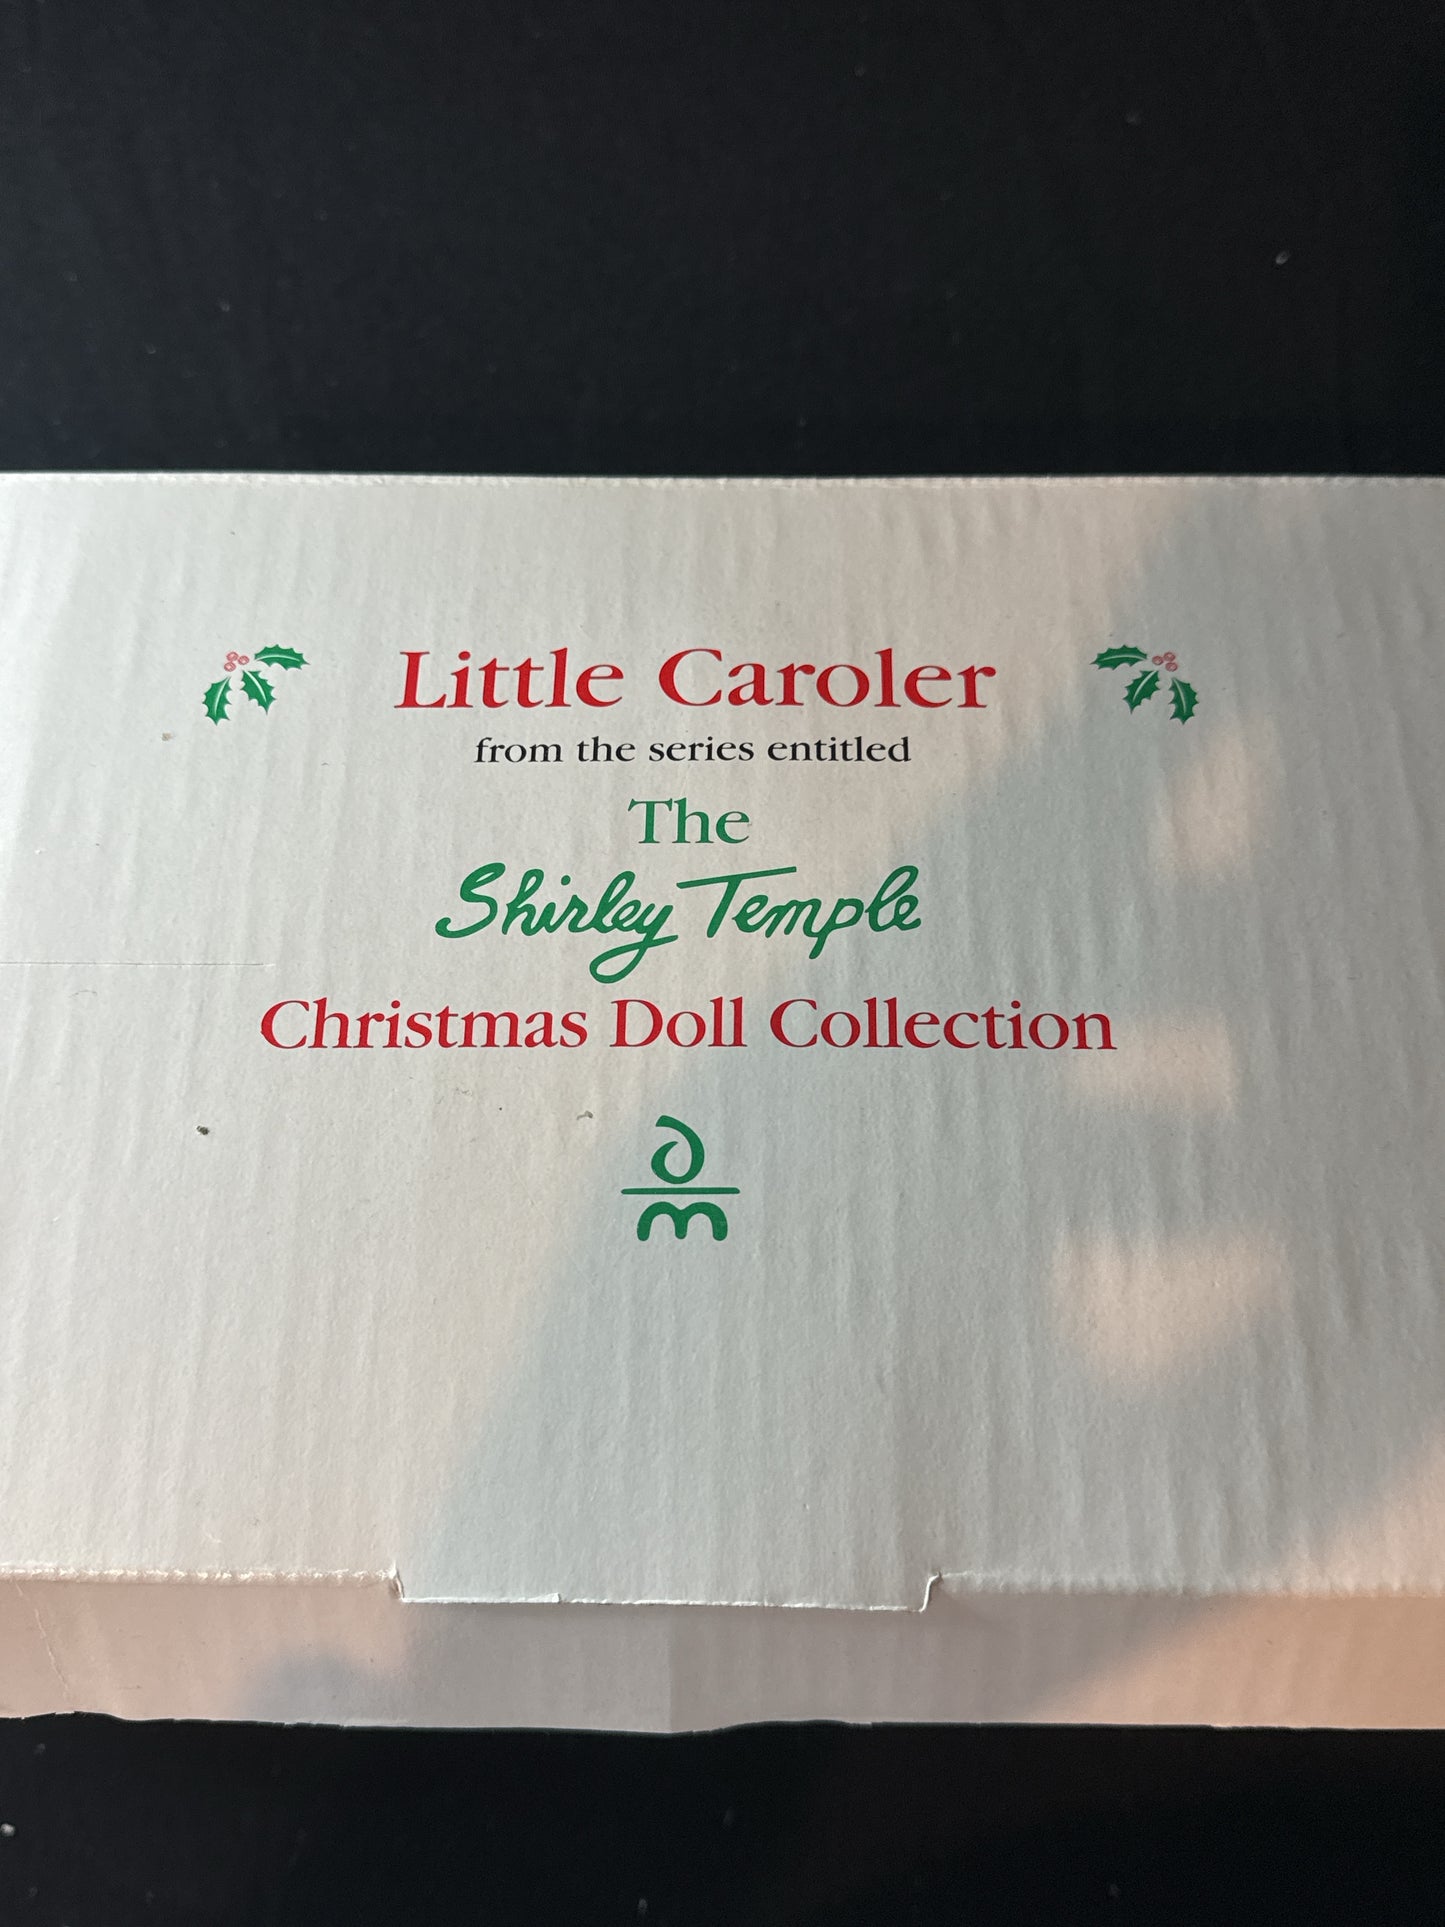 Little Caroler
from the series entitled
The
Shirley Temple
Christmas Doll Collection